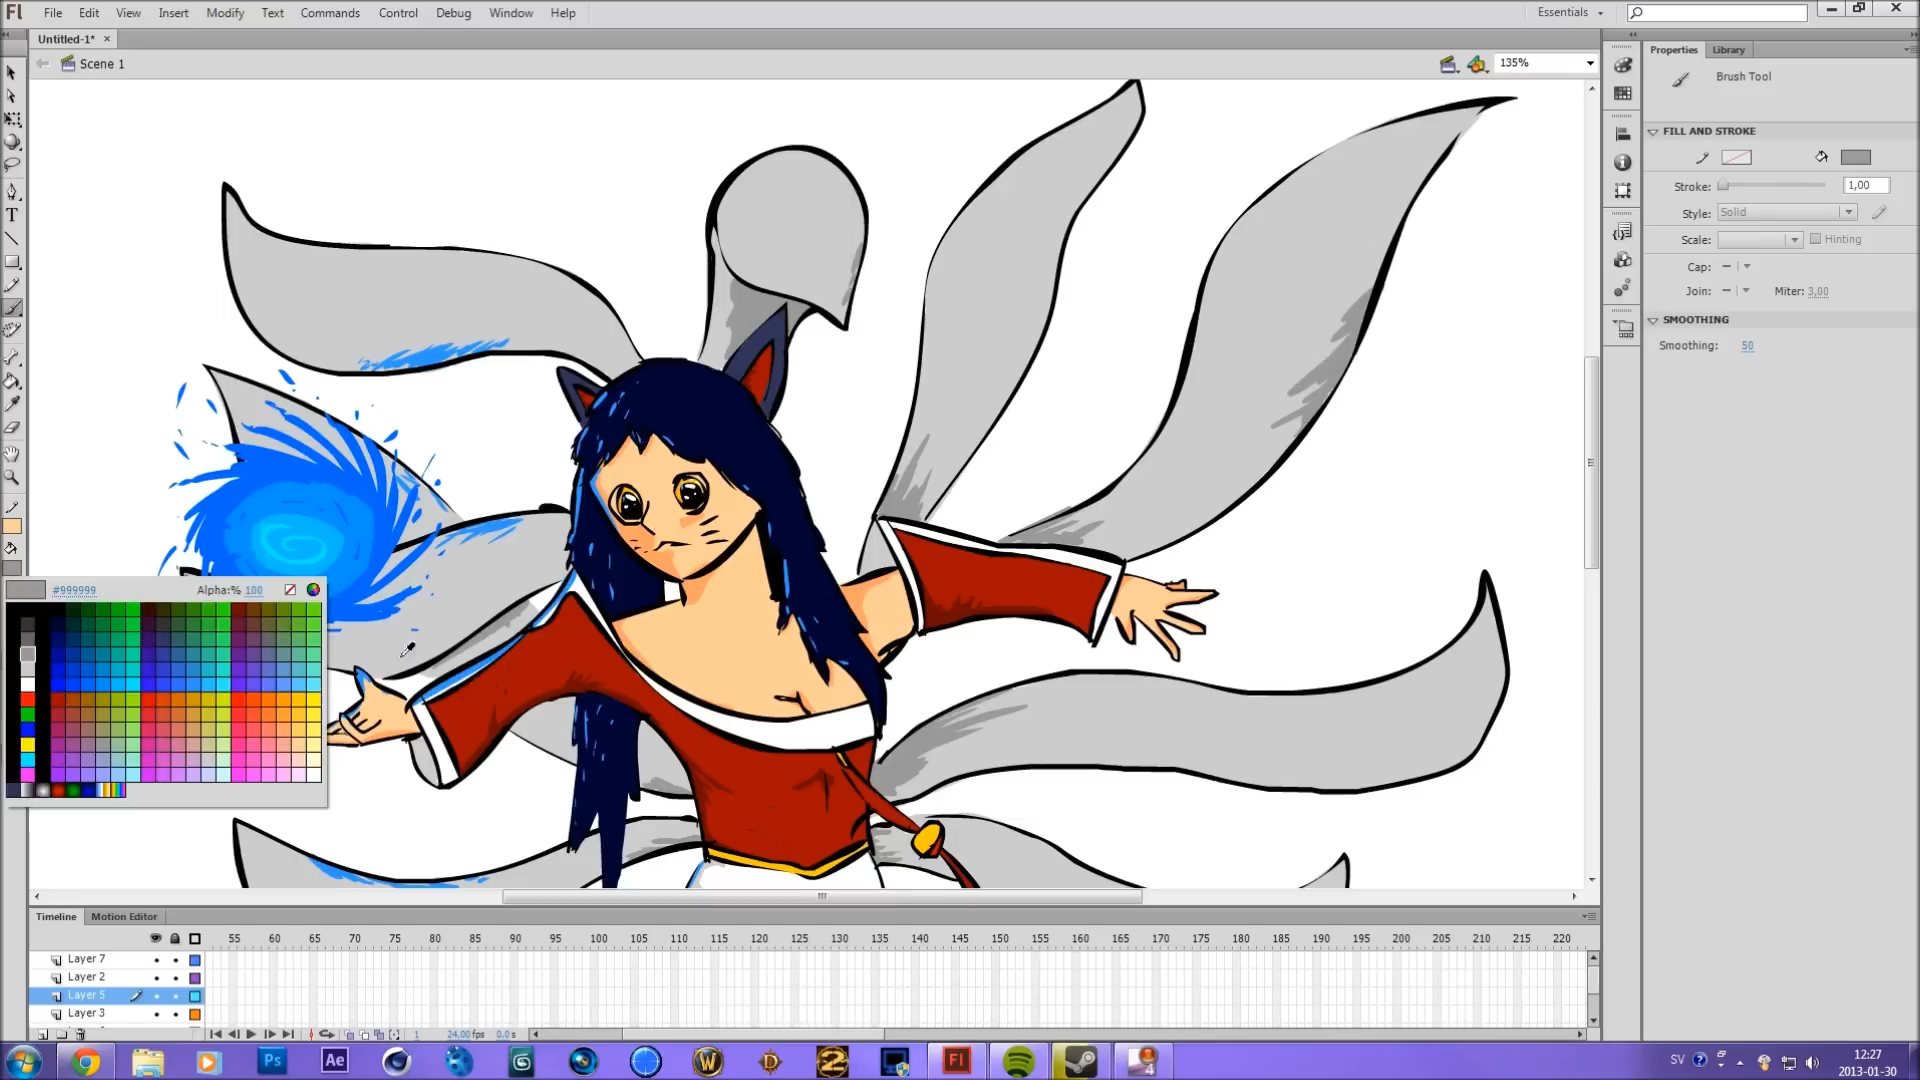 Fl File Edit View Insert Modify Text Commands Control Debug Window Help Essentials
Untitled-1* ×
Scene 1 135%
Properties Library
Brush Tool
FILL AND STROKE
Stroke: 1,00
Style: Solid
Scale: Hinting
Cap:
Join: Miter: 3,00
SMOOTHING
Smoothing: 50
#999999 Alpha:% 100
Timeline Motion Editor
55 60 65 70 75 80 85 90 95 100 105 110 115 120 125 130 135 140 145 150 155 160 165 170 175 180 185 190 195 200 205 210 215 220
Layer 7
Layer 2
Layer 5
Layer 3
1 24.00 fps 0.0 s
Ps Ae Fl SV 12:27
2013-01-30